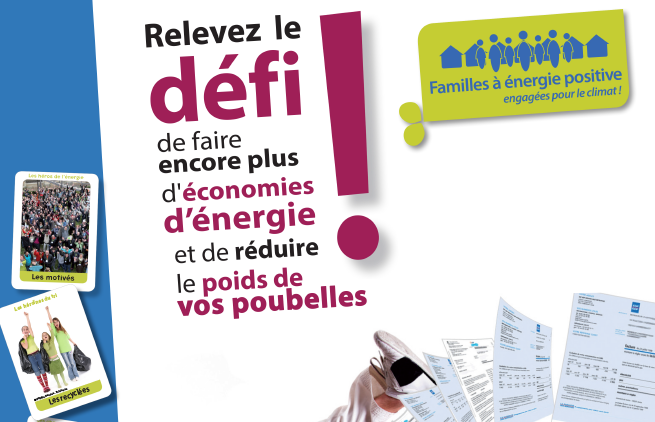 Relevez le
défi
!
de faire
encore plus
d'économies
d'énergie
et de réduire
le poids de
vos poubelles
Familles à énergie positive
engagées pour le climat !
Les héros de l'énergie
Les motivés
Les héroïnes du tri
Les recyclées